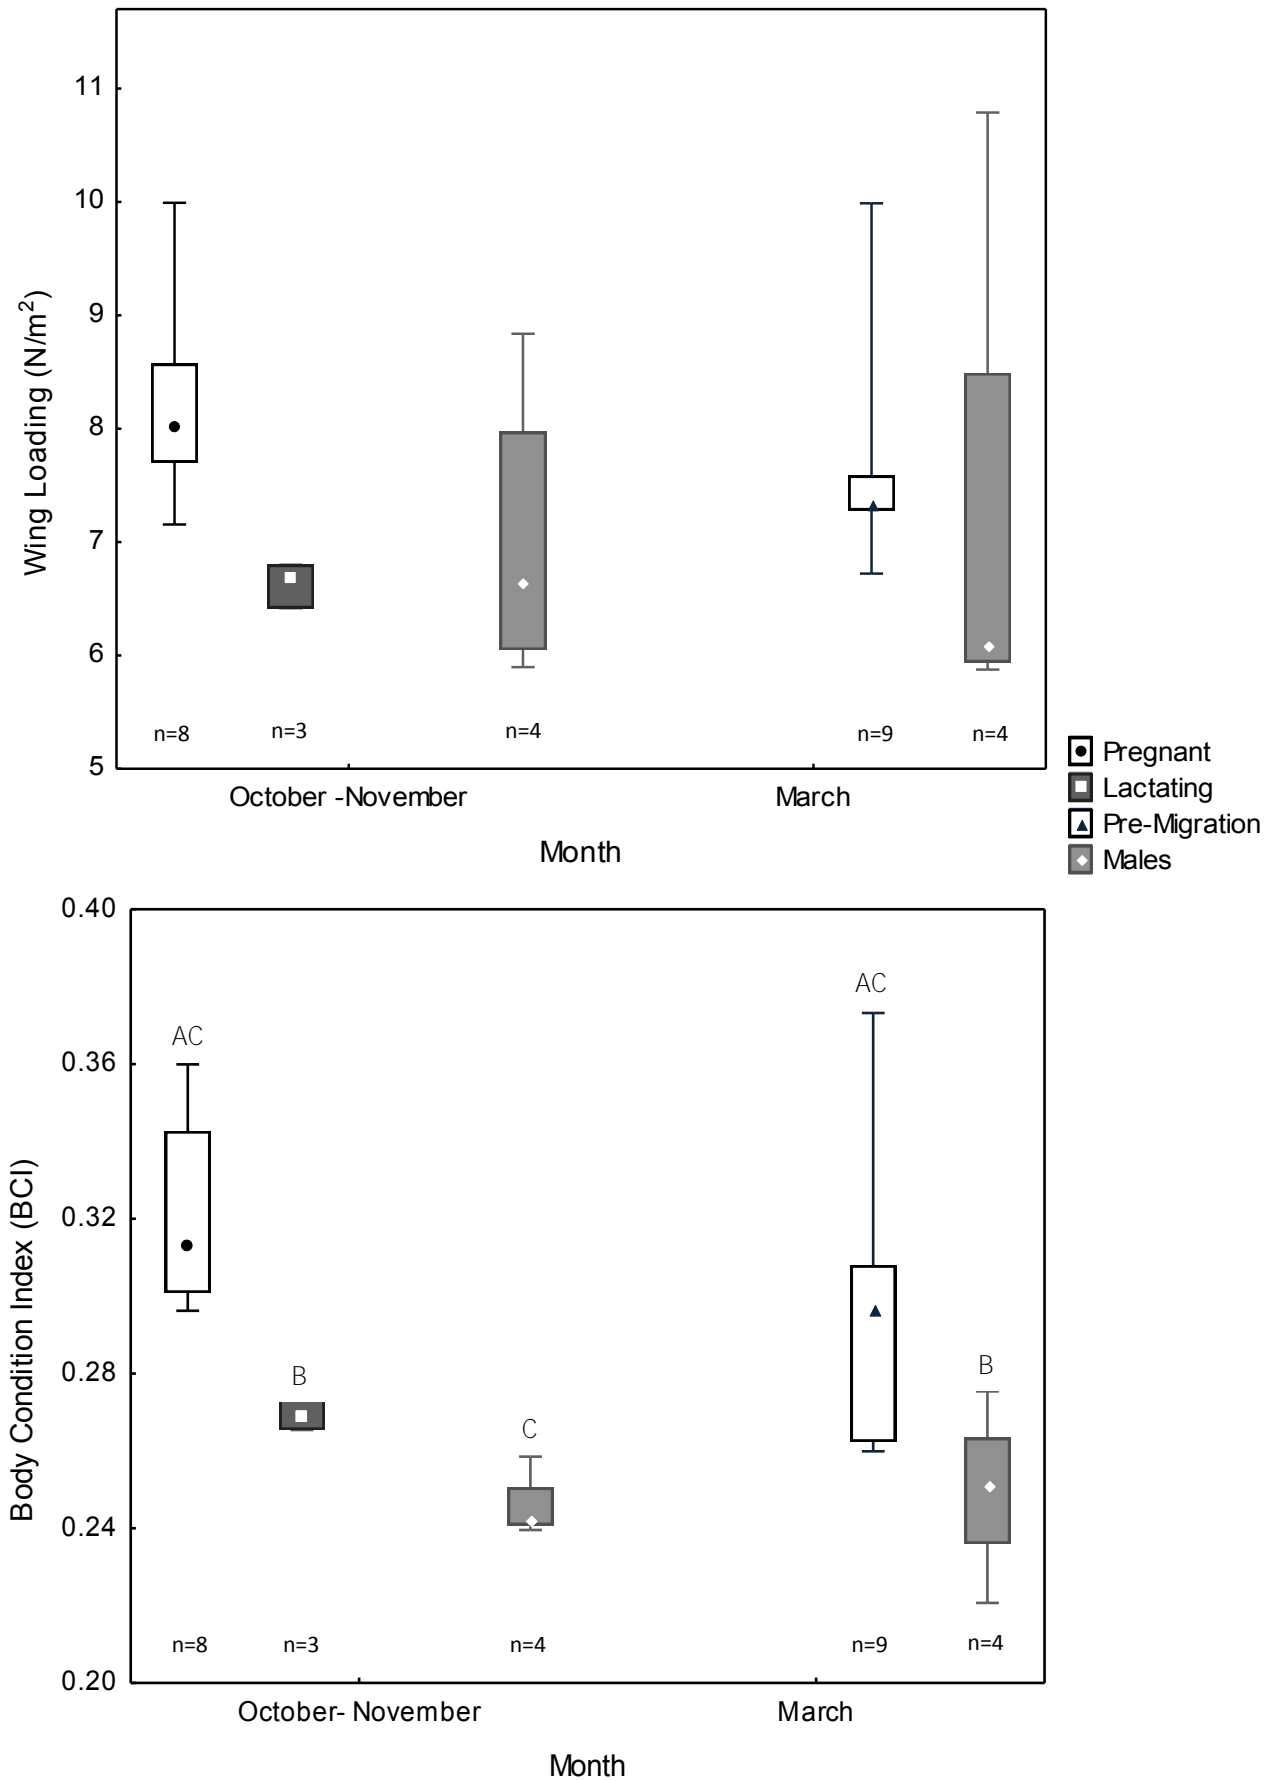 11
10
9
8
7
6
5
Wing Loading (N/m²)
n=8
n=3
n=4
n=9
n=4
October -November
March
Month
Pregnant
Lactating
Pre-Migration
Males
0.40
0.36
0.32
0.28
0.24
0.20
Body Condition Index (BCI)
AC
B
C
AC
B
n=8
n=3
n=4
n=9
n=4
October- November
March
Month